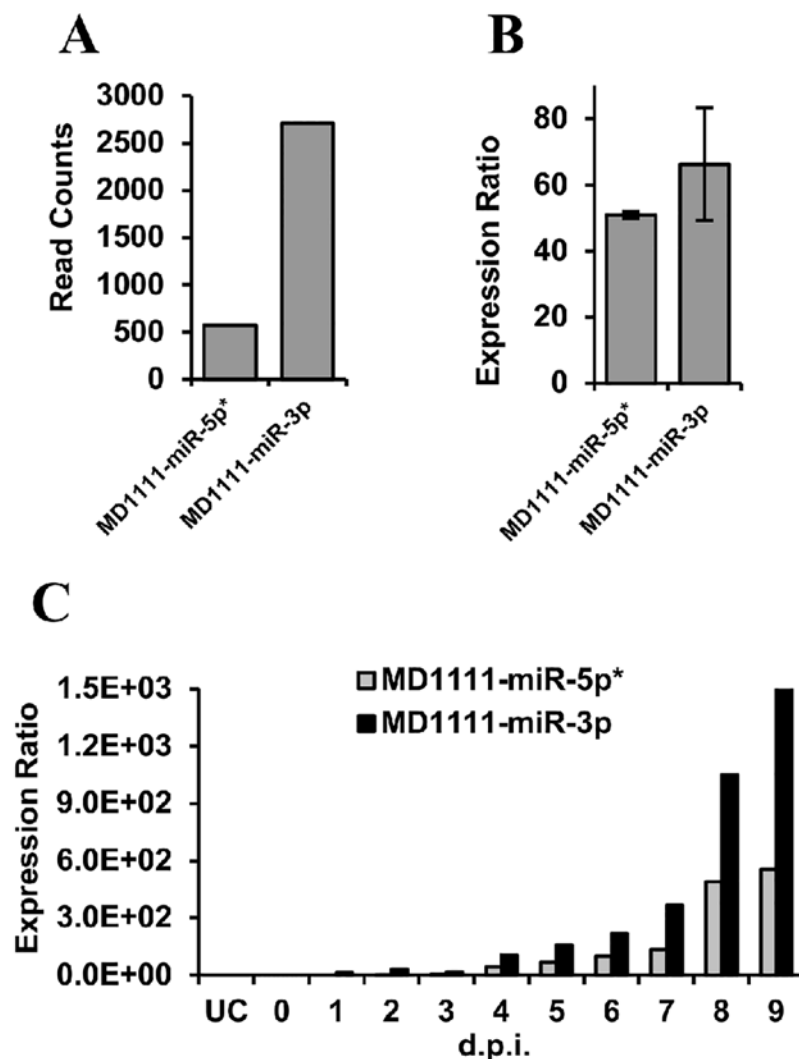 A
Read Counts
3000
2500
2000
1500
1000
500
0
MD1111-miR-5p*
MD1111-miR-3p
B
Expression Ratio
80
60
40
20
0
MD1111-miR-5p*
MD1111-miR-3p
C
Expression Ratio
1.5E+03
1.2E+03
9.0E+02
6.0E+02
3.0E+02
0.0E+00
MD1111-miR-5p*
MD1111-miR-3p
UC 0 1 2 3 4 5 6 7 8 9
d.p.i.